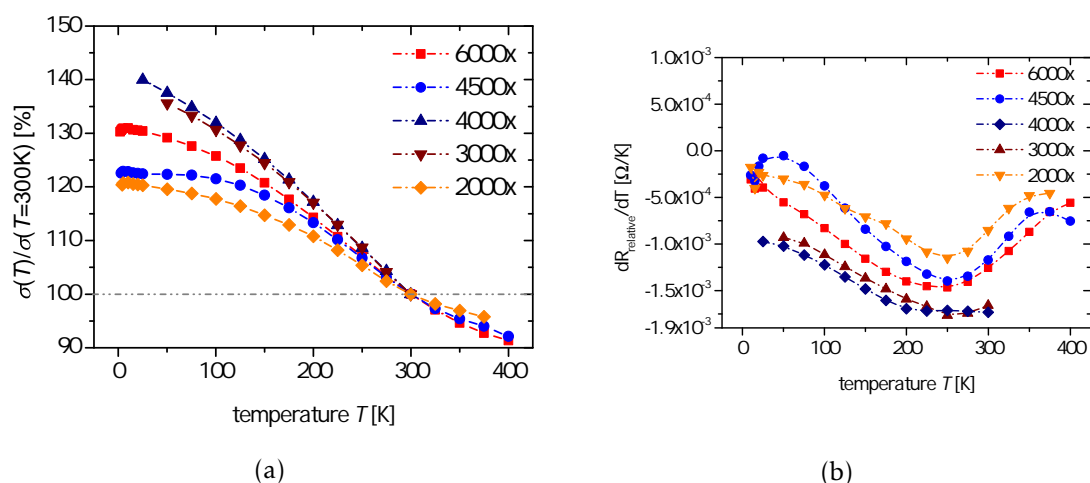 150
140
130
120
110
100
90
0 100 200 300 400
σ(T)/σ(T=300K) [%]
temperature T [K]
6000x
4500x
4000x
3000x
2000x
(a)
1.0x10⁻³
5.0x10⁻⁴
0.0
-5.0x10⁻⁴
-1.0x10⁻³
-1.5x10⁻³
-1.9x10⁻³
0 100 200 300 400
dR_relative/dT [Ω/K]
temperature T [K]
6000x
4500x
4000x
3000x
2000x
(b)